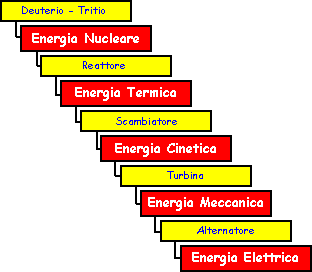 Deuterio - Tritio
Energia Nucleare
Reattore
Energia Termica
Scambiatore
Energia Cinetica
Turbina
Energia Meccanica
Alternatore
Energia Elettrica